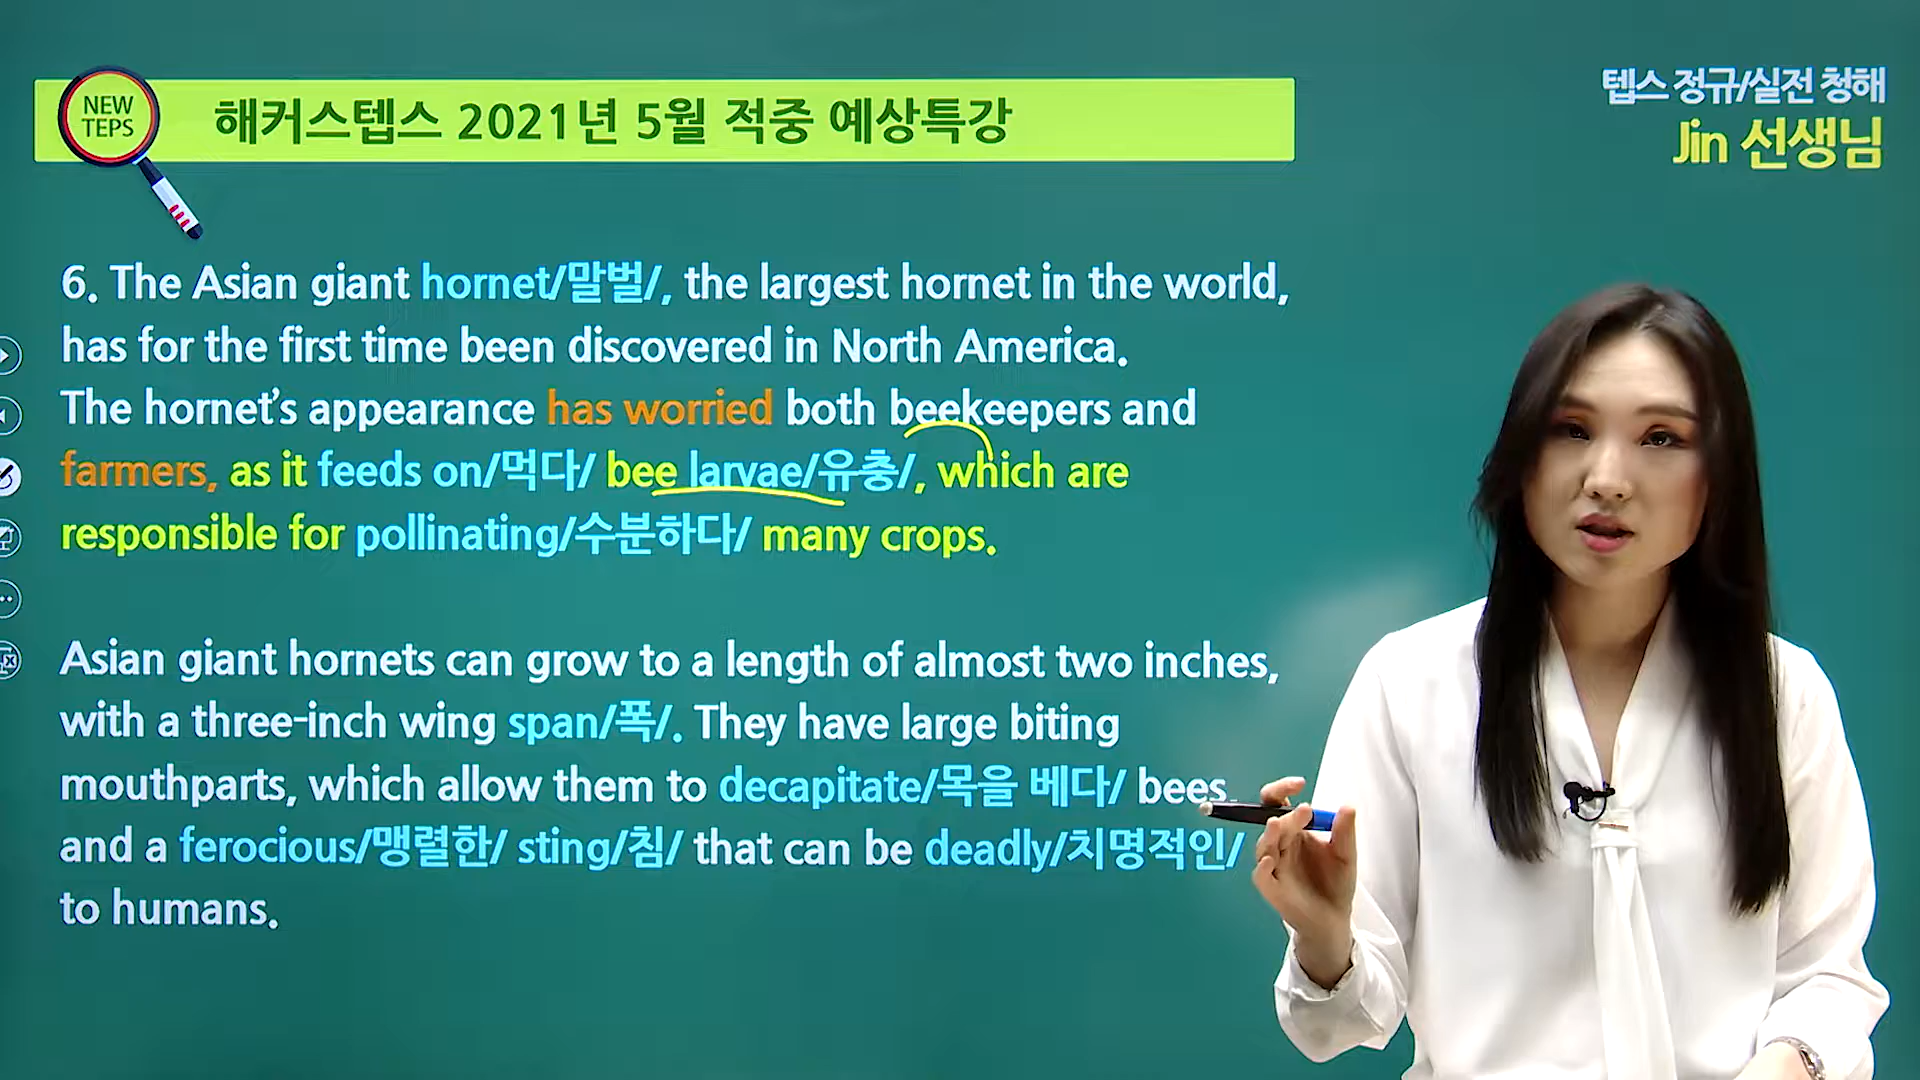 NEW
TEPS
해커스텝스 2021년 5월 적중 예상특강
텝스 정규/실전 청해
Jin 선생님
6. The Asian giant hornet/말벌/, the largest hornet in the world,
has for the first time been discovered in North America.
The hornet's appearance has worried both beekeepers and
farmers, as it feeds on/먹다/ bee larvae/유충/, which are
responsible for pollinating/수분하다/ many crops.
Asian giant hornets can grow to a length of almost two inches,
with a three-inch wing span/폭/. They have large biting
mouthparts, which allow them to decapitate/목을 베다/ bees
and a ferocious/맹렬한/ sting/침/ that can be deadly/치명적인/
to humans.